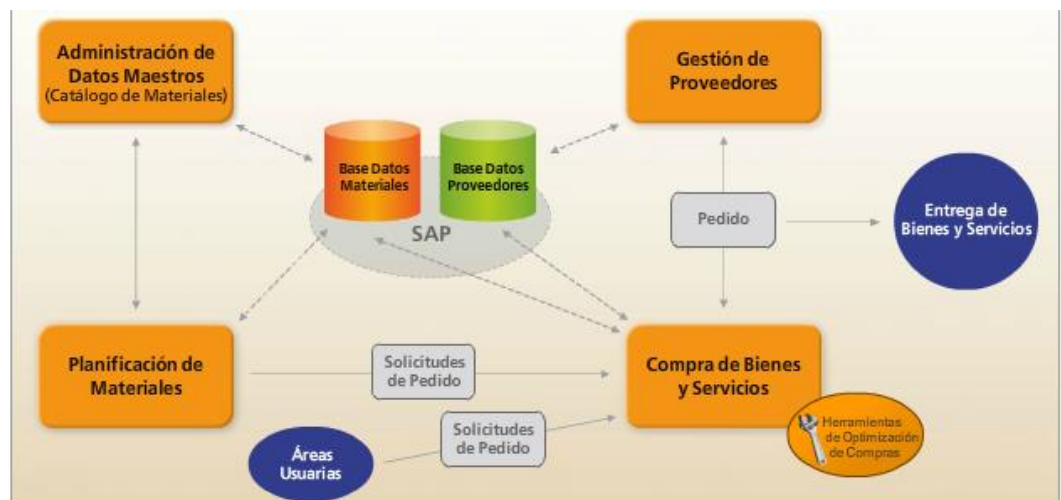 Administración de
Datos Maestros
(Catálogo de Materiales)
Gestión de
Proveedores
Base Datos
Materiales
Base Datos
Proveedores
SAP
Pedido
Entrega de
Bienes y Servicios
Planificación de
Materiales
Solicitudes
de Pedido
Compra de Bienes
y Servicios
Solicitudes
de Pedido
Áreas
Usuarias
Herramientas
de Optimización
de Compras